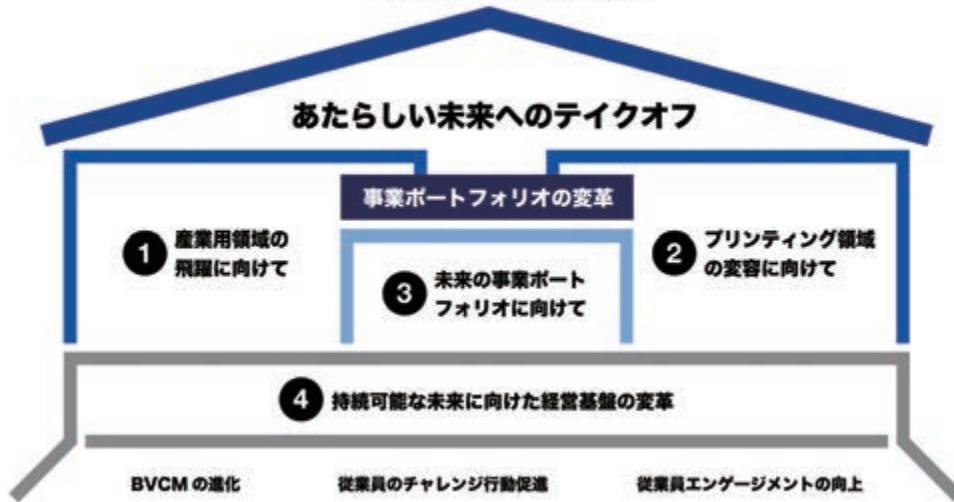 あたらしい未来へのテイクオフ
事業ポートフォリオの変革
1 産業用領域の
飛躍に向けて
2 プリンティング領域
の変容に向けて
3 未来の事業ポート
フォリオに向けて
4 持続可能な未来に向けた経営基盤の変革
BVCMの進化 従業員のチャレンジ行動促進 従業員エンゲージメントの向上